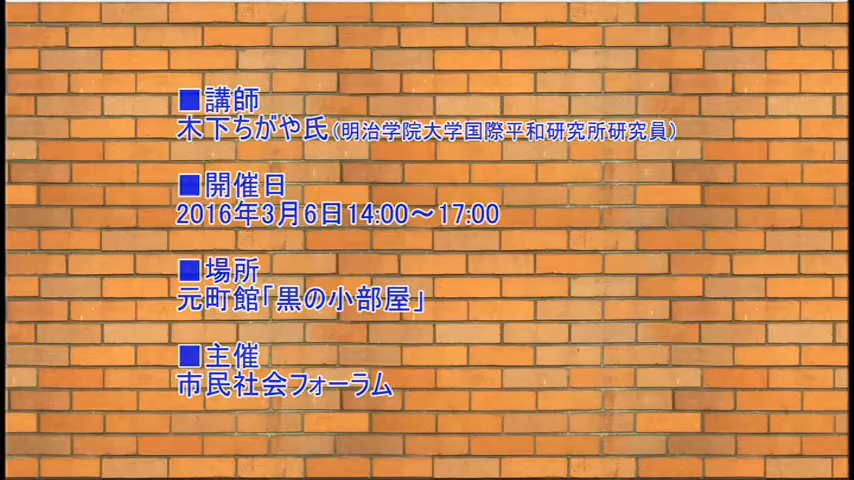 ■講師
木下ちがや氏(明治学院大学国際平和研究所研究員)
■開催日
2016年3月6日14:00～17:00
■場所
元町館「黒の小部屋」
■主催
市民社会フォーラム